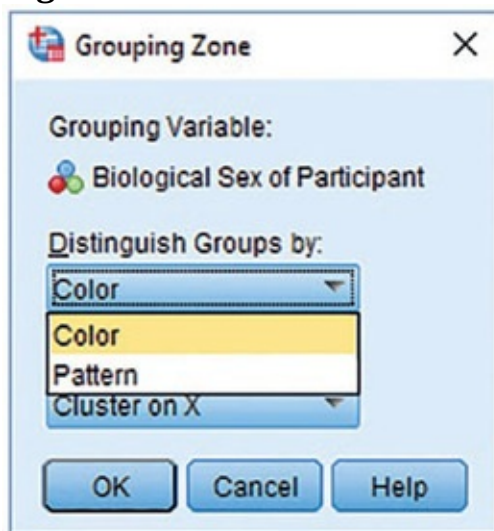 Grouping Zone
Grouping Variable:
Biological Sex of Participant
Distinguish Groups by:
Color
Color
Pattern
Cluster on X
OK Cancel Help